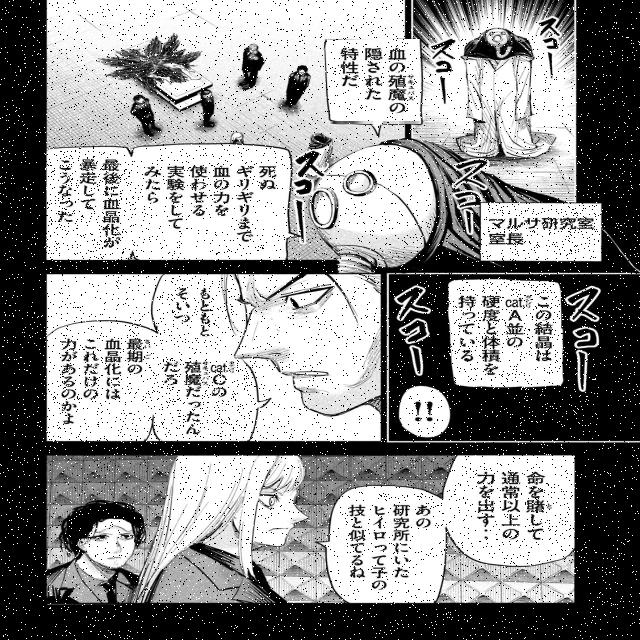 スコー
スコー
血の殖魔の
隠された
特性だ
スコー
スコー
マルサ研究室
室長
死ぬ
ギリギリまで
血の力を
使わせる
実験をして
みたら
最後に血晶化が
暴走して
こうなった
スコー
この結晶は
catA並の
硬度と体積を
持っている
スコー
!!
もともと
そいつ
catCの
殖魔だったん
だろ
最期の
血晶化には
これだけの
力があるのかよ
命を賭して
通常以上の
力を出す‥
あの
研究所にいた
ヒイロって子の
技と似てるね